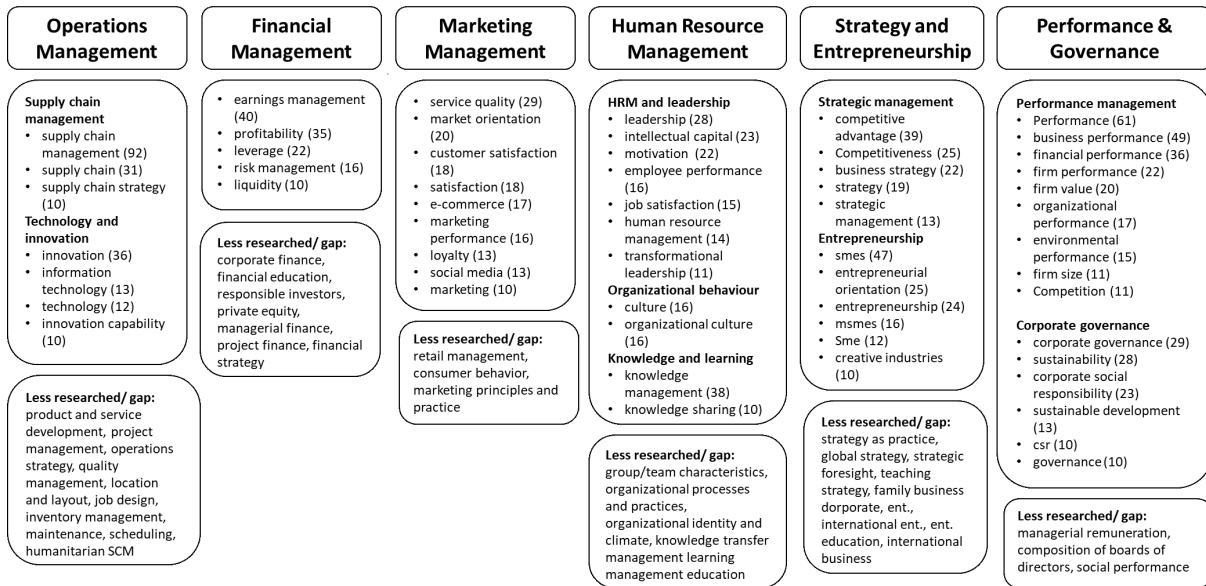 Operations
Management
Supply chain
management
• supply chain
management (92)
• supply chain (31)
• supply chain strategy
(10)
Technology and
innovation
• innovation (36)
• information
technology (13)
• technology (12)
• innovation capability
(10)
Less researched/ gap:
product and service
development, project
management, operations
strategy, quality
management, location
and layout, job design,
inventory management,
maintenance, scheduling,
humanitarian SCM
Financial
Management
• earnings management
(40)
• profitability (35)
• leverage (22)
• risk management (16)
• liquidity (10)
Less researched/ gap:
corporate finance,
financial education,
responsible investors,
private equity,
managerial finance,
project finance, financial
strategy
Marketing
Management
• service quality (29)
• market orientation
(20)
• customer satisfaction
(18)
• satisfaction (18)
• e-commerce (17)
• marketing
performance (16)
• loyalty (13)
• social media (13)
• marketing (10)
Less researched/ gap:
retail management,
consumer behavior,
marketing principles and
practice
Human Resource
Management
HRM and leadership
• leadership (28)
• intellectual capital (23)
• motivation (22)
• employee performance
(16)
• job satisfaction (15)
• human resource
management (14)
• transformational
leadership (11)
Organizational behaviour
• culture (16)
• organizational culture
(16)
Knowledge and learning
• knowledge
management (38)
• knowledge sharing (10)
Less researched/ gap:
group/team characteristics,
organizational processes
and practices,
organizational identity and
climate, knowledge transfer
management learning
management education
Strategy and
Entrepreneurship
Strategic management
• competitive
advantage (39)
• Competitiveness (25)
• business strategy (22)
• strategy (19)
• strategic
management (13)
Entrepreneurship
• smes (47)
• entrepreneurial
orientation (25)
• entrepreneurship (24)
• msmes (16)
• Sme (12)
• creative industries
(10)
Less researched/ gap:
strategy as practice,
global strategy, strategic
foresight, teaching
strategy, family business
dorporate, ent.,
international ent., ent.
education, international
business
Performance &
Governance
Performance management
• Performance (61)
• business performance (49)
• financial performance (36)
• firm performance (22)
• firm value (20)
• organizational
performance (17)
• environmental
performance (15)
• firm size (11)
• Competition (11)
Corporate governance
• corporate governance (29)
• sustainability (28)
• corporate social
responsibility (23)
• sustainable development
(13)
• csr (10)
• governance (10)
Less researched/ gap:
managerial remuneration,
composition of boards of
directors, social performance